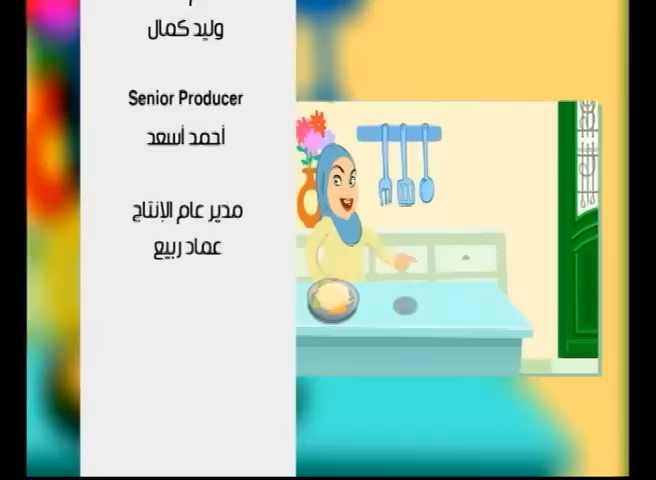 وليد كمال
Senior Producer
أحمد أسعد
مدير عام الإنتاج
عماد ربيع